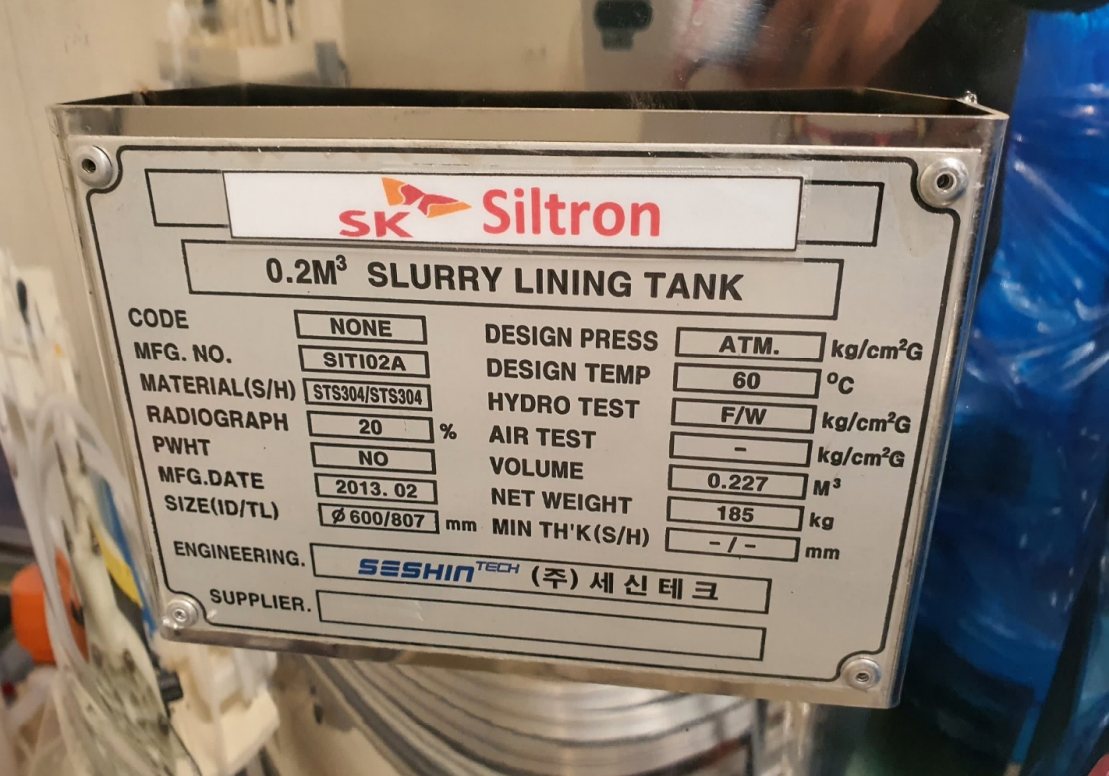 SK Siltron
0.2M³ SLURRY LINING TANK
CODE NONE
MFG. NO. SITI02A
MATERIAL(S/H) STS304/STS304
RADIOGRAPH 20 %
PWHT NO
MFG.DATE 2013. 02
SIZE(ID/TL) Ø600/807 mm
DESIGN PRESS ATM. kg/cm²G
DESIGN TEMP 60 °C
HYDRO TEST F/W kg/cm²G
AIR TEST - kg/cm²G
VOLUME 0.227 M³
NET WEIGHT 185 kg
MIN TH'K(S/H) - / - mm
ENGINEERING. SESHIN TECH (주) 세신테크
SUPPLIER.